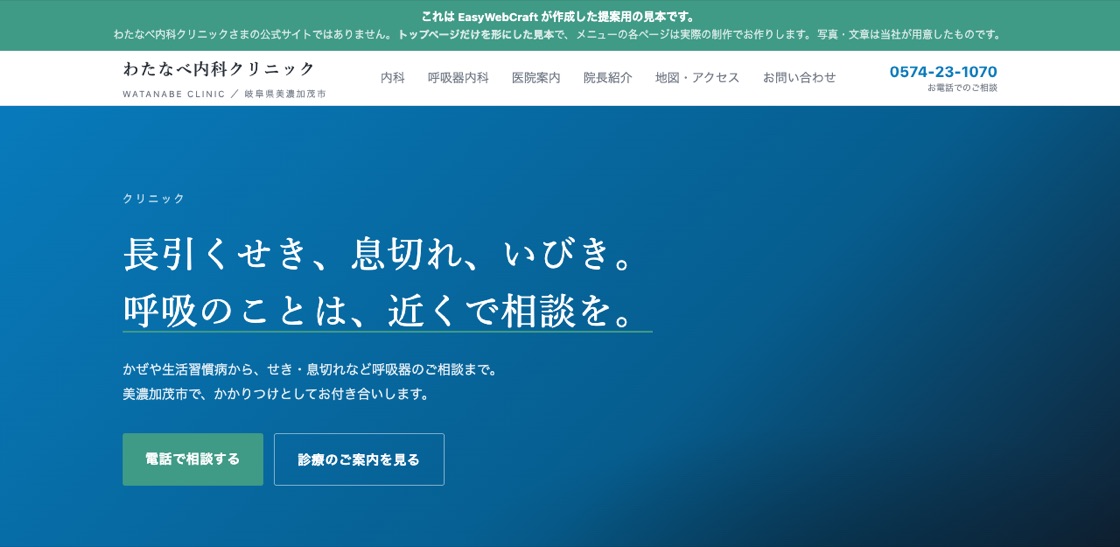 これは EasyWebCraft が作成した提案用の見本です。
わたなべ内科クリニックさまの公式サイトではありません。トップページだけを形にした見本で、メニューの各ページは実際の制作でお作りします。写真・文章は当社が用意したものです。
わたなべ内科クリニック
WATANABE CLINIC ／ 岐阜県美濃加茂市
内科 呼吸器内科 医院案内 院長紹介 地図・アクセス お問い合わせ
0574-23-1070
お電話でのご相談
クリニック
長引くせき、息切れ、いびき。
呼吸のことは、近くで相談を。
かぜや生活習慣病から、せき・息切れなど呼吸器のご相談まで。
美濃加茂市で、かかりつけとしてお付き合いします。
電話で相談する 診療のご案内を見る